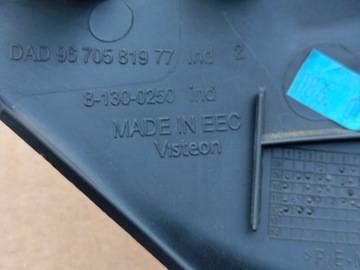 DAD 96 705 819 77 ind 2
8-130-0250 ind
MADE IN EEC
Visteon
>P/E-